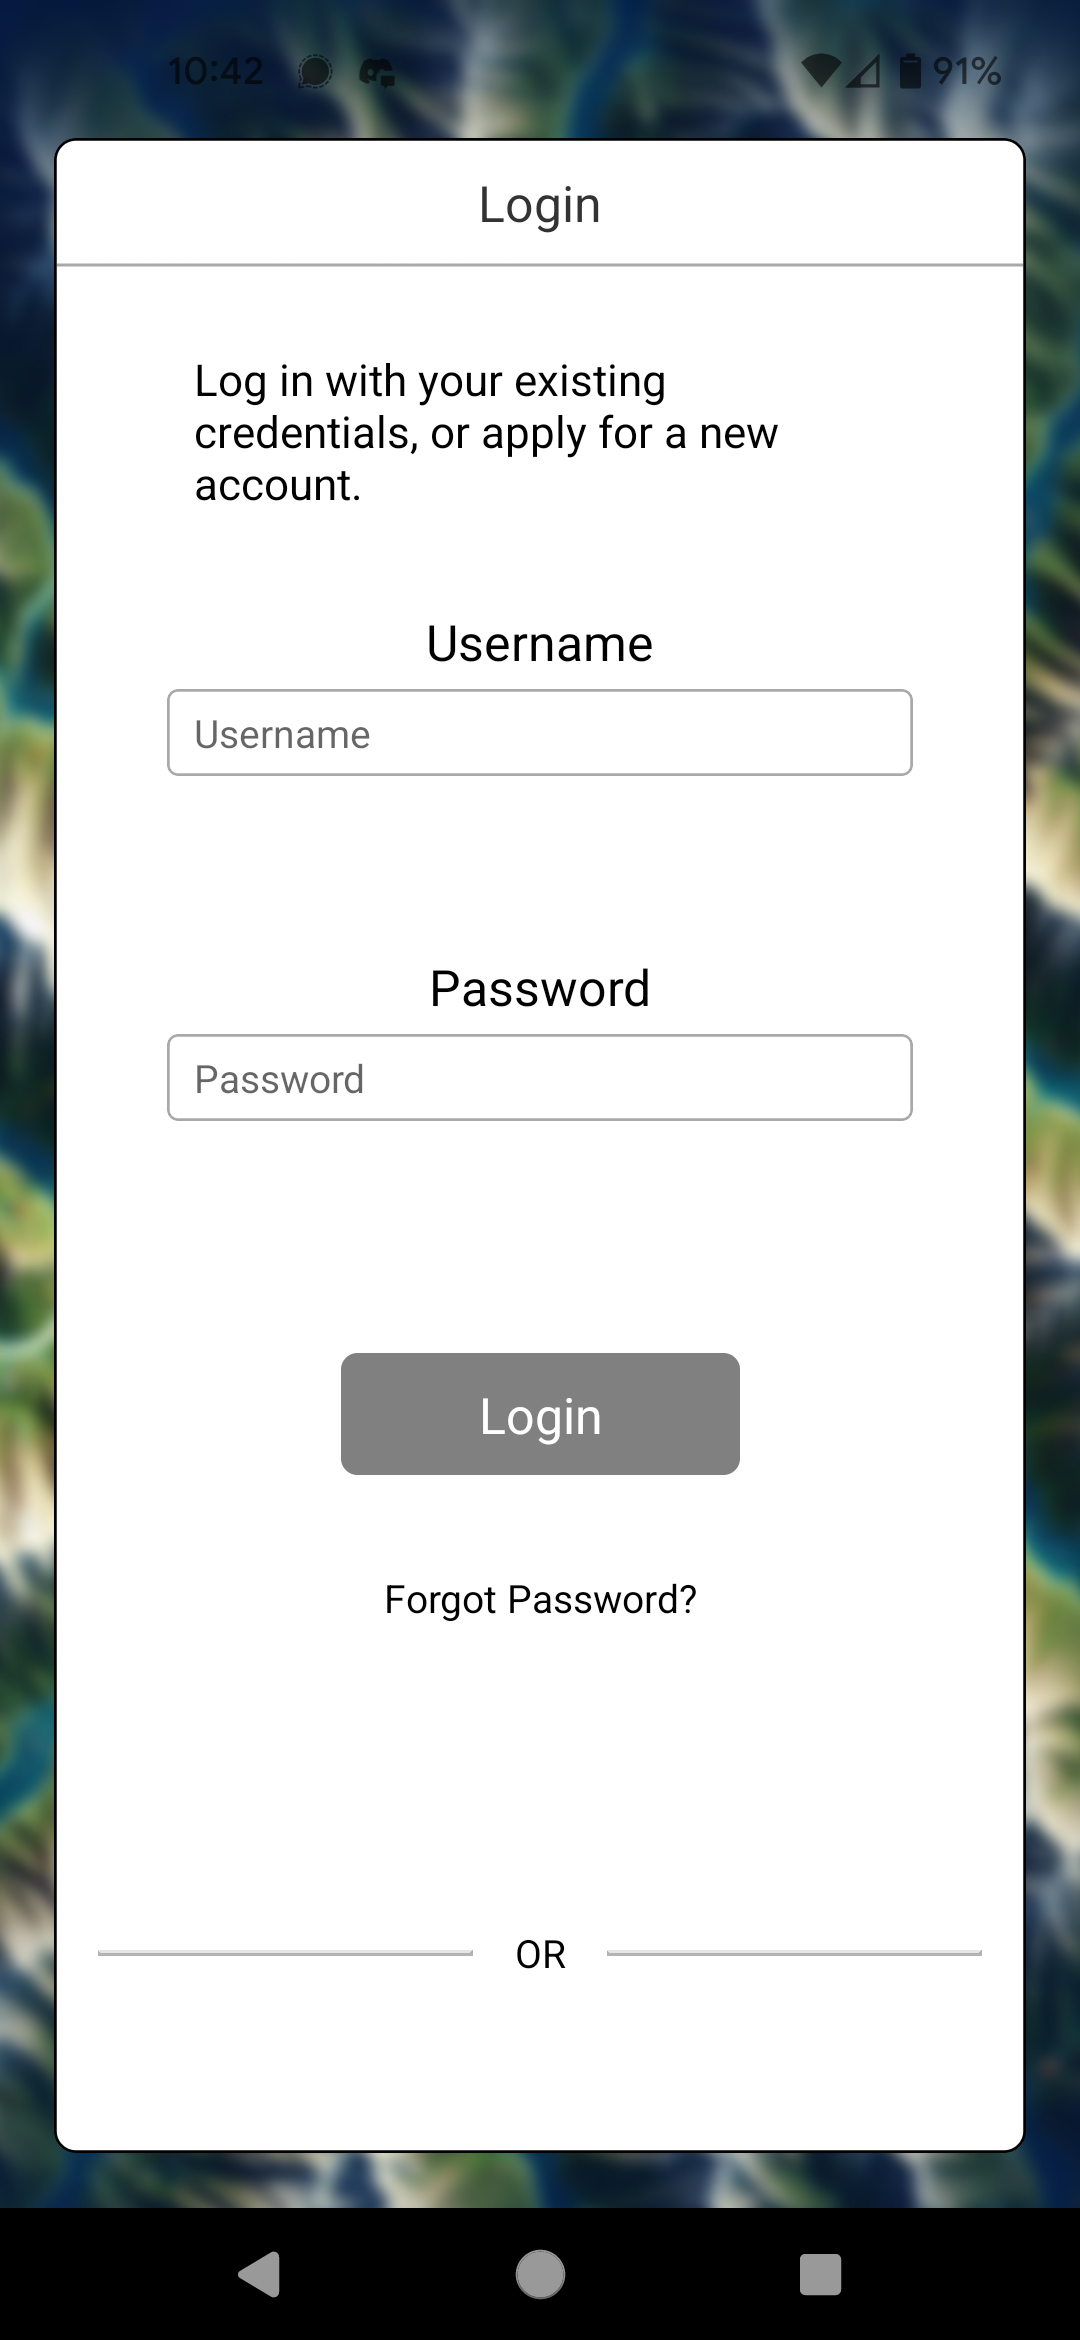 10:42
91%
Login
Log in with your existing
credentials, or apply for a new
account.
Username
Username
Password
Password
Login
Forgot Password?
OR